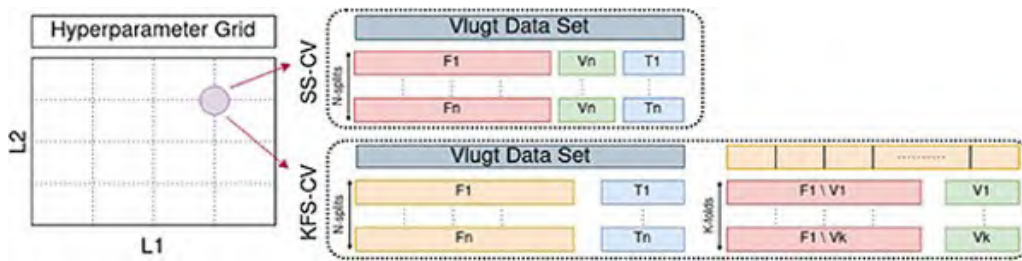 Hyperparameter Grid
L2
L1
SS-CV
Vlugt Data Set
N-splits
F1 Vn T1
Fn Vn Tn
KFS-CV
Vlugt Data Set
N-splits
F1 T1
Fn Tn
K-folds
F1 \ V1 V1
F1 \ Vk Vk